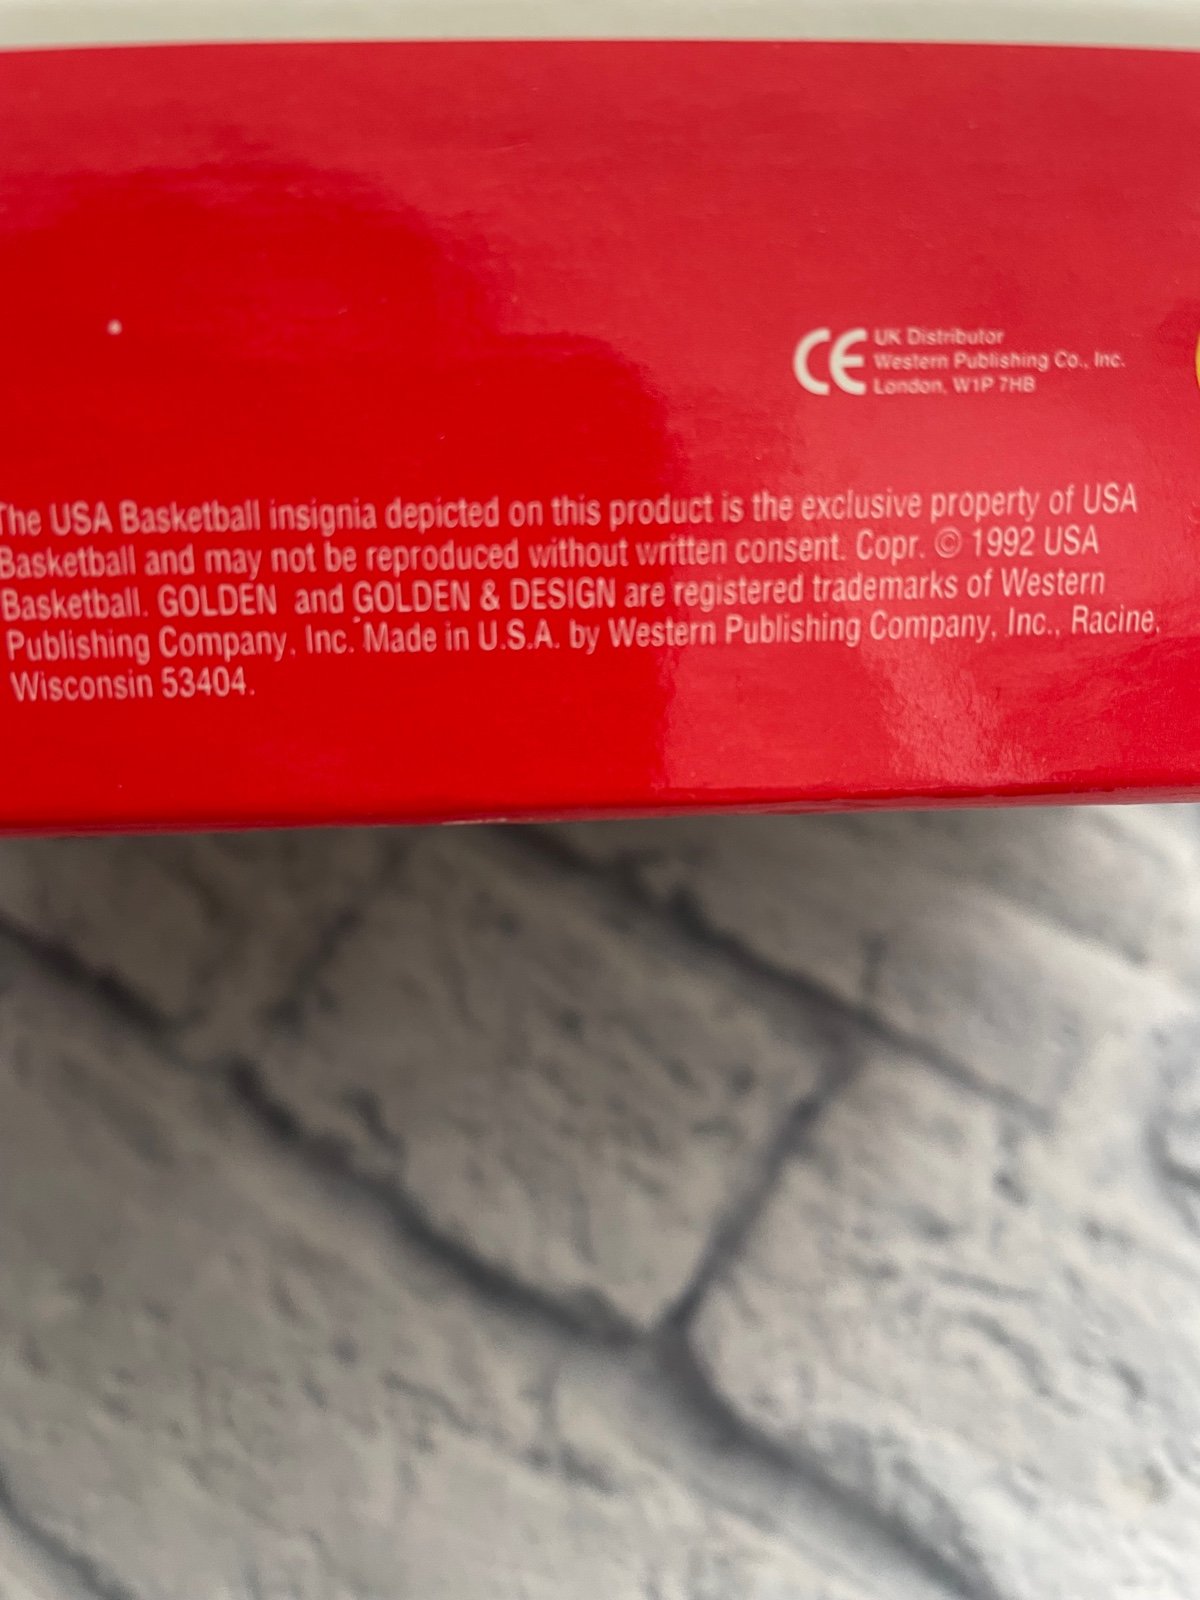 CE
UK Distributor
Western Publishing Co., Inc.
London, W1P 7HB
The USA Basketball insignia depicted on this product is the exclusive property of USA
Basketball and may not be reproduced without written consent. Copr. © 1992 USA
Basketball. GOLDEN and GOLDEN & DESIGN are registered trademarks of Western
Publishing Company, Inc. Made in U.S.A. by Western Publishing Company, Inc., Racine,
Wisconsin 53404.